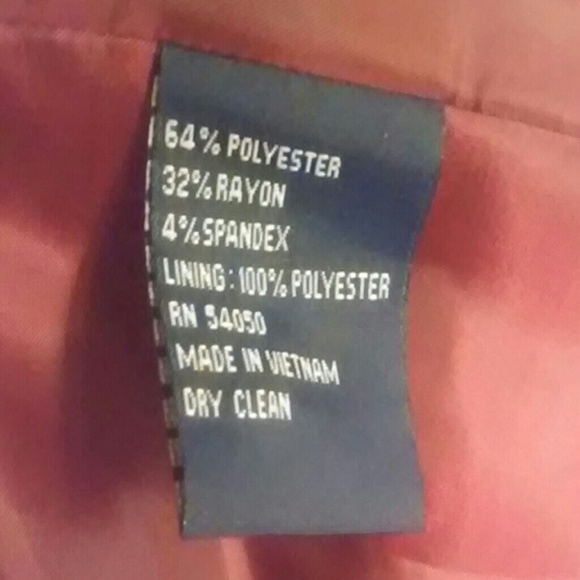 64% POLYESTER
32% RAYON
4% SPANDEX
LINING: 100% POLYESTER
RN 54050
MADE IN VIETNAM
DRY CLEAN